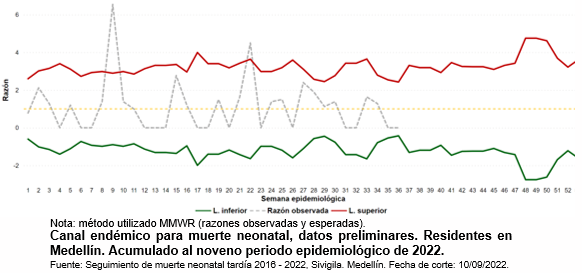 6
4
Razón
2
0
-2
1 2 3 4 5 6 7 8 9 10 11 12 13 14 15 16 17 18 19 20 21 22 23 24 25 26 27 28 29 30 31 32 33 34 35 36 37 38 39 40 41 42 43 44 45 46 47 48 49 50 51 52
Semana epidemiológica
L. inferior Razón observada L. superior
Nota: método utilizado MMWR (razones observadas y esperadas).
Canal endémico para muerte neonatal, datos preliminares. Residentes en
Medellín. Acumulado al noveno periodo epidemiológico de 2022.
Fuente: Seguimiento de muerte neonatal tardía 2016 - 2022, Sivigila. Medellín. Fecha de corte: 10/09/2022.